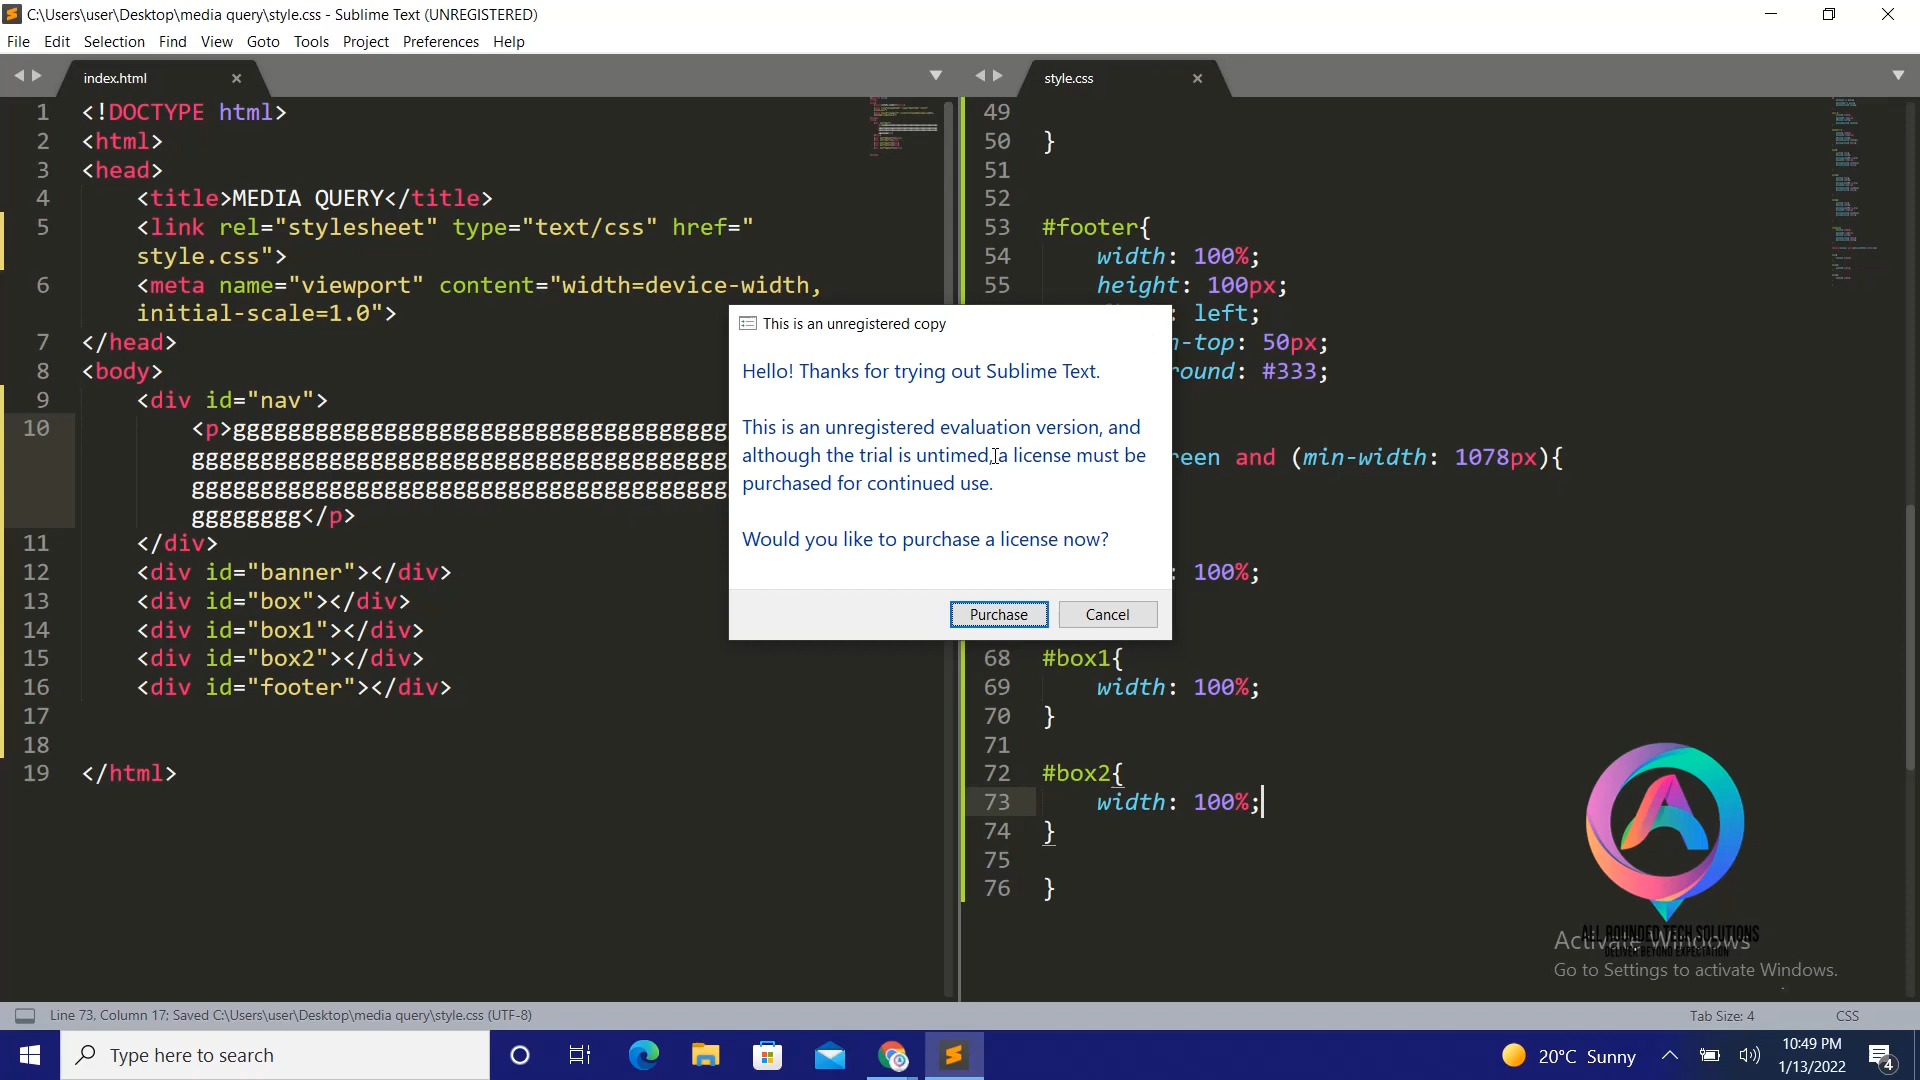 C:\Users\user\Desktop\media query\style.css - Sublime Text (UNREGISTERED)
File Edit Selection Find View Goto Tools Project Preferences Help
index.html
1 <!DOCTYPE html>
2 <html>
3 <head>
4 <title>MEDIA QUERY</title>
5 <link rel="stylesheet" type="text/css" href="
style.css">
6 <meta name="viewport" content="width=device-width,
initial-scale=1.0">
7 </head>
8 <body>
9 <div id="nav">
10 <p>gggggggggggggggggggggggggggggggggggg
ggggggggggggggggggggggggggggggggggggggg
ggggggggggggggggggggggggggggggggggggggg
gggggggg</p>
11 </div>
12 <div id="banner"></div>
13 <div id="box"></div>
14 <div id="box1"></div>
15 <div id="box2"></div>
16 <div id="footer"></div>
17
18
19 </html>
style.css
49
50 }
51
52
53 #footer{
54 width: 100%;
55 height: 100px;
: left;
-top: 50px;
round: #333;
reen and (min-width: 1078px){
: 100%;
68 #box1{
69 width: 100%;
70 }
71
72 #box2{
73 width: 100%;
74 }
75
76 }
This is an unregistered copy
Hello! Thanks for trying out Sublime Text.
This is an unregistered evaluation version, and
although the trial is untimed, a license must be
purchased for continued use.
Would you like to purchase a license now?
Purchase Cancel
ALL ROUNDED TECH SOLUTIONS
DELIVER BEYOND EXPECTATION
Activate Windows
Go to Settings to activate Windows.
Line 73, Column 17; Saved C:\Users\user\Desktop\media query\style.css (UTF-8)
Tab Size: 4 CSS
Type here to search
20°C Sunny
10:49 PM
1/13/2022
4